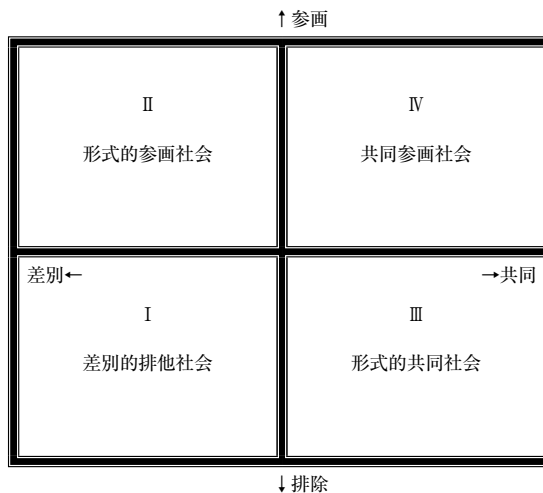 ↑参画
Ⅱ
形式的参画社会
Ⅳ
共同参画社会
差別←
→共同
Ⅰ
差別的排他社会
Ⅲ
形式的共同社会
↓排除